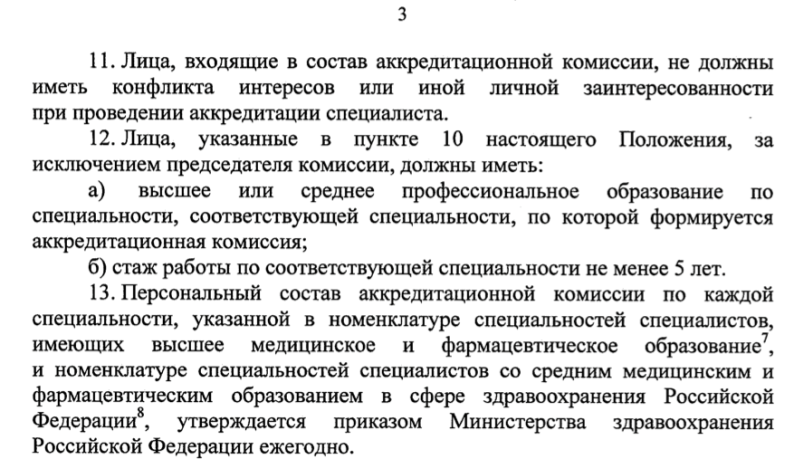 3
11. Лица, входящие в состав аккредитационной комиссии, не должны
иметь конфликта интересов или иной личной заинтересованности
при проведении аккредитации специалиста.
12. Лица, указанные в пункте 10 настоящего Положения, за
исключением председателя комиссии, должны иметь:
а) высшее или среднее профессиональное образование по
специальности, соответствующей специальности, по которой формируется
аккредитационная комиссия;
б) стаж работы по соответствующей специальности не менее 5 лет.
13. Персональный состав аккредитационной комиссии по каждой
специальности, указанной в номенклатуре специальностей специалистов,
имеющих высшее медицинское и фармацевтическое образование⁷,
и номенклатуре специальностей специалистов со средним медицинским и
фармацевтическим образованием в сфере здравоохранения Российской
Федерации⁸, утверждается приказом Министерства здравоохранения
Российской Федерации ежегодно.